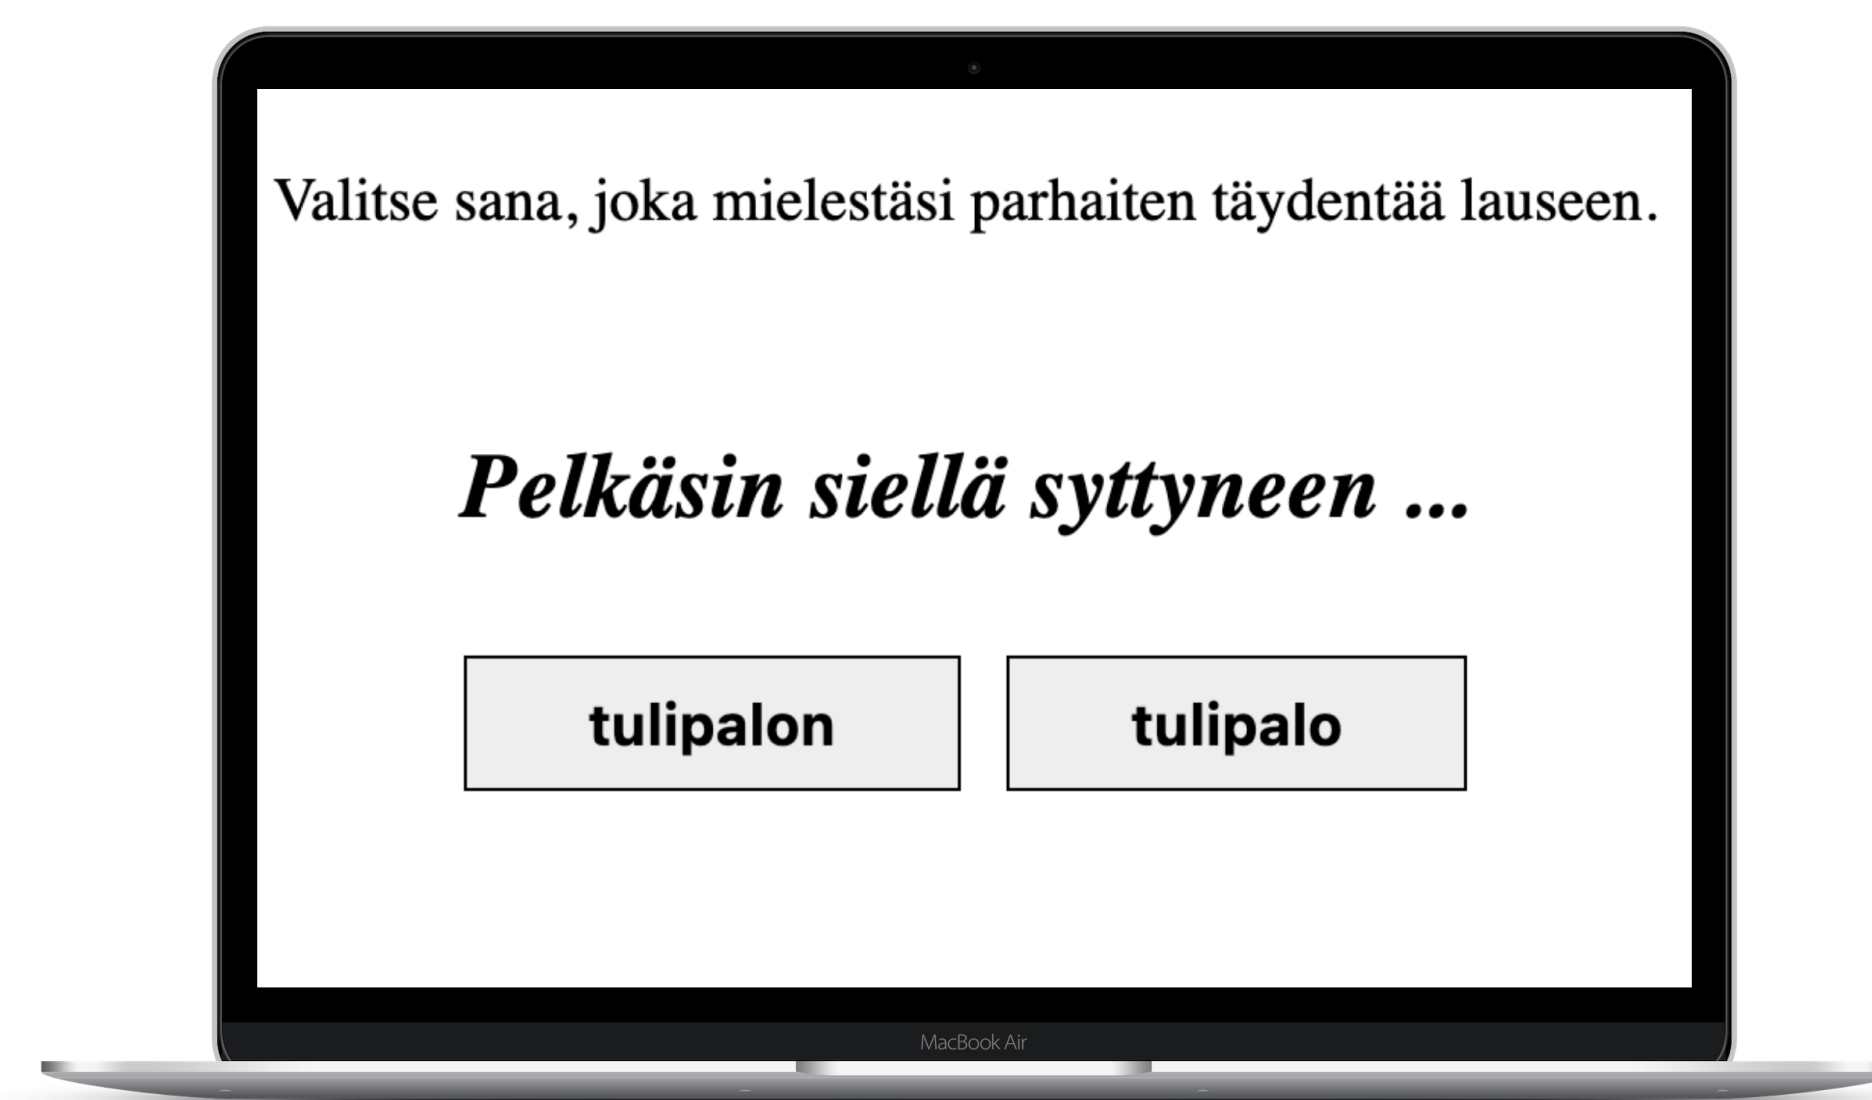 Valitse sana, joka mielestäsi parhaiten täydentää lauseen.
Pelkäsin siellä syttyneen ...
tulipalon tulipalo
MacBook Air